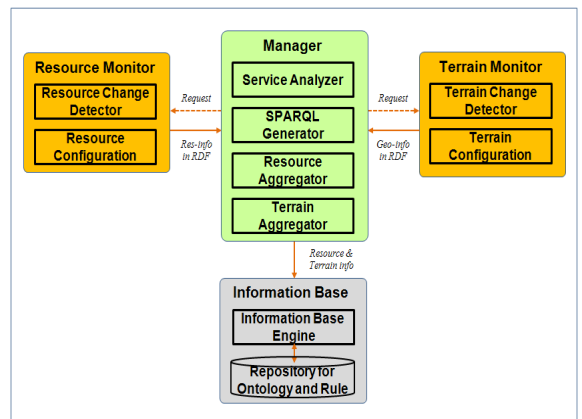 Manager
Service Analyzer
SPARQL
Generator
Resource
Aggregator
Terrain
Aggregator
Resource Monitor
Resource Change
Detector
Resource
Configuration
Request
Res-info
in RDF
Terrain Monitor
Terrain Change
Detector
Terrain
Configuration
Request
Geo-info
in RDF
Resource &
Terrain info
Information Base
Information Base
Engine
Repository for
Ontology and Rule